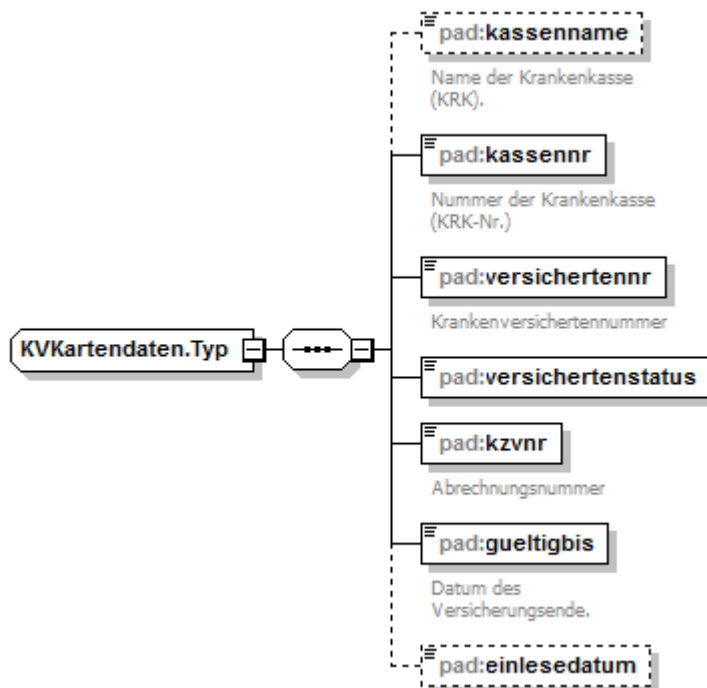 pad:kassenname
Name der Krankenkasse
(KRK).
pad:kassennr
Nummer der Krankenkasse
(KRK-Nr.)
pad:versichertennr
Krankenversichertennummer
KVKartendaten.Typ
pad:versichertenstatus
pad:kzvnr
Abrechnungsnummer
pad:gueltigbis
Datum des
Versicherungsende.
pad:einlesedatum